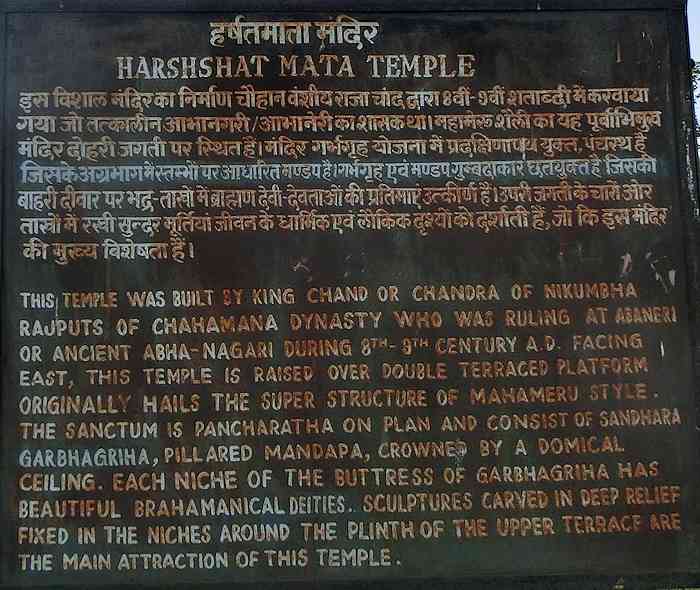 हर्षतमाता मंदिर
HARSHSHAT MATA TEMPLE
इस विशाल मंदिर का निर्माण चौहान वंशीय राजा चांद द्वारा 8वीं-9वीं शताब्दी में करवाया
गया जो तत्कालीन आभानगरी/आभानेरी का शासक था। महामेरू शैली का यह पूर्वाभिमुख
मंदिर दोहरी जगती पर स्थित है। मंदिर गर्भगृह योजना में प्रदक्षिणापथ युक्त, पंचरथ है
जिसके अग्रभाग में स्तम्भों पर आधारित मण्डप है। गर्भगृह एवं मण्डप गुम्बदाकार छतयुक्त है जिसकी
बाहरी दीवार पर भद्र-ताखों में ब्राह्मण देवी-देवताओं की प्रतिमाएं उत्कीर्ण है। उपरी जगती के चारों और
ताखों में रखी सुन्दर मूर्तियां जीवन के धार्मिक एवं लौकिक दृश्यों को दर्शाती हैं, जो कि इस मंदिर
की मुख्य विशेषता हैं।
THIS TEMPLE WAS BUILT BY KING CHAND OR CHANDRA OF NIKUMBHA
RAJPUTS OF CHAHAMANA DYNASTY WHO WAS RULING AT ABANERI
OR ANCIENT ABHA-NAGARI DURING 8TH- 9TH CENTURY A.D. FACING
EAST, THIS TEMPLE IS RAISED OVER DOUBLE TERRACED PLATFORM
ORIGINALLY HAILS THE SUPER STRUCTURE OF MAHAMERU STYLE.
THE SANCTUM IS PANCHARATHA ON PLAN AND CONSIST OF SANDHARA
GARBHAGRIHA, PILLARED MANDAPA, CROWNED BY A DOMICAL
CEILING. EACH NICHE OF THE BUTTRESS OF GARBHAGRIHA HAS
BEAUTIFUL BRAHAMANICAL DEITIES. SCULPTURES CARVED IN DEEP RELIEF
FIXED IN THE NICHES AROUND THE PLINTH OF THE UPPER TERRACE ARE
THE MAIN ATTRACTION OF THIS TEMPLE.